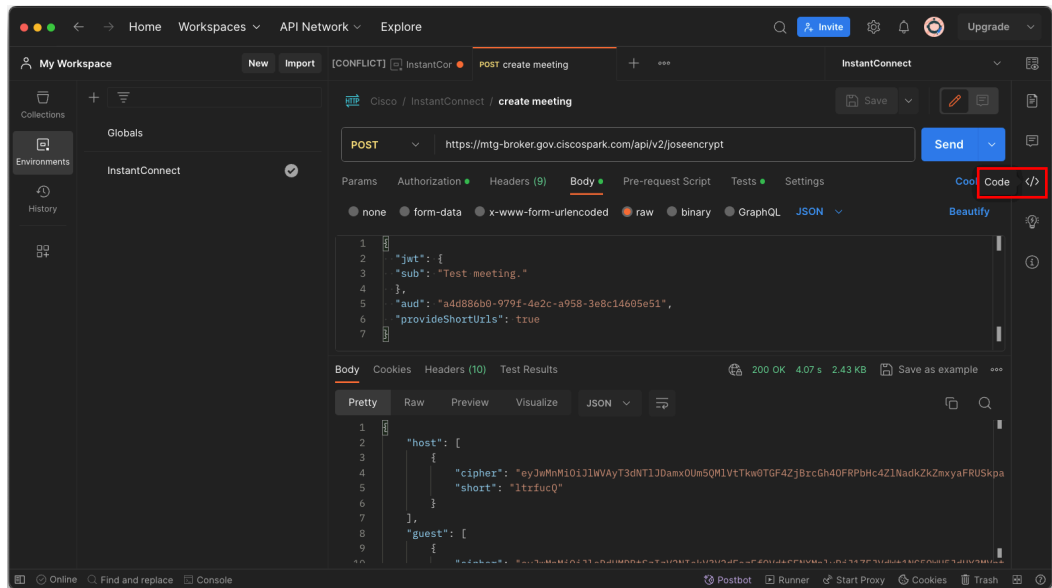 Home Workspaces API Network Explore Invite Upgrade
My Workspace New Import [CONFLICT] InstantCor POST create meeting InstantConnect
Collections
Environments
History
Globals
InstantConnect
HTTP Cisco / InstantConnect / create meeting Save
POST https://mtg-broker.gov.ciscospark.com/api/v2/joseencrypt Send
Params Authorization Headers (9) Body Pre-request Script Tests Settings Cool Code </>
none form-data x-www-form-urlencoded raw binary GraphQL JSON Beautify
1 {
2 "jwt": {
3 "sub": "Test meeting."
4 },
5 "aud": "a4d886b0-979f-4e2c-a958-3e8c14605e51",
6 "provideShortUrls": true
7 }
Body Cookies Headers (10) Test Results 200 OK 4.07 s 2.43 KB Save as example
Pretty Raw Preview Visualize JSON
1 {
2 "host": [
3 {
4 "cipher":
5 "short": "ltrfucQ"
6 }
7 ],
8 "guest": [
9 {
10
Online Find and replace Console Postbot Runner Start Proxy Cookies Trash